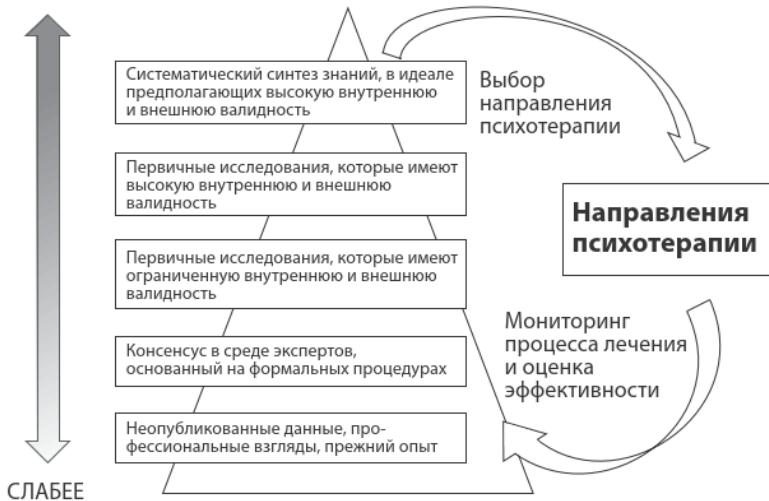 Систематический синтез знаний, в идеале
предполагающих высокую внутреннюю
и внешнюю валидность
Выбор
направления
психотерапии
Первичные исследования, которые имеют
высокую внутреннюю и внешнюю
валидность
Направления
психотерапии
Первичные исследования, которые имеют
ограниченную внутреннюю и внешнюю
валидность
Мониторинг
процесса лечения
и оценка
эффективности
Консенсус в среде экспертов,
основанный на формальных процедурах
Неопубликованные данные, про-
фессиональные взгляды, прежний опыт
СЛАБЕЕ